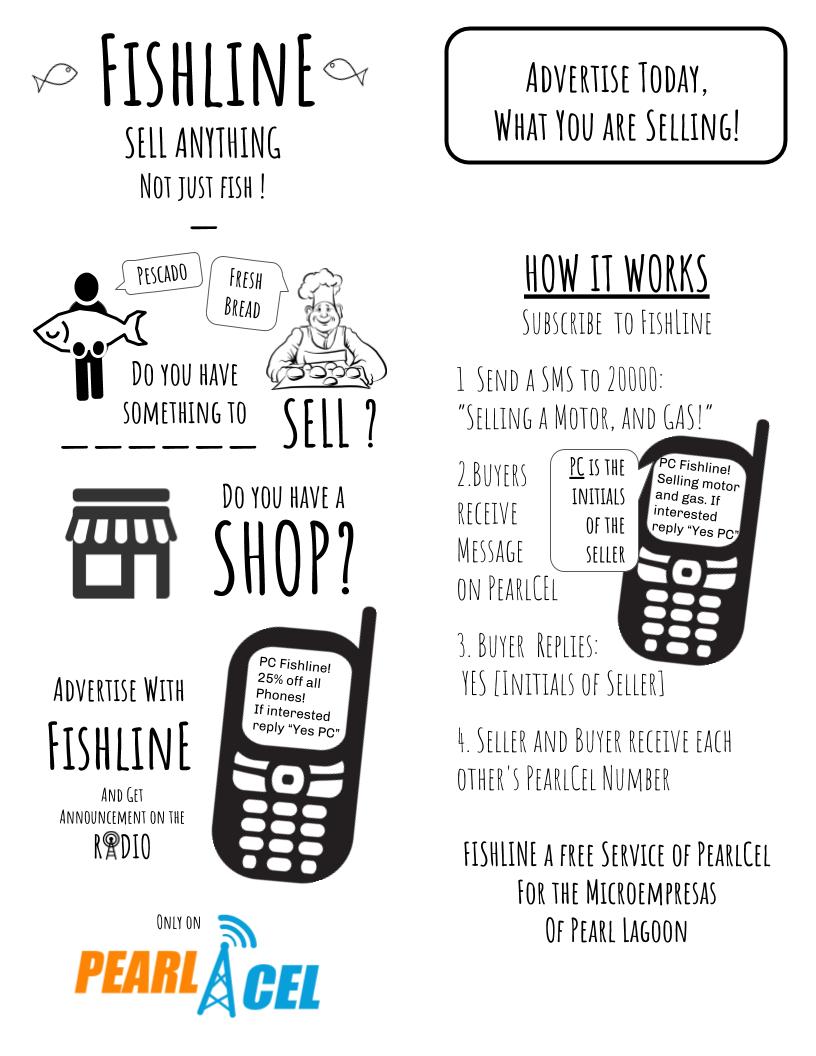 FISHLINE
SELL ANYTHING
NOT JUST FISH !
PESCADO
FRESH
BREAD
DO YOU HAVE
SOMETHING TO
_ _ _ _ _ _ SELL ?
DO YOU HAVE A
SHOP?
ADVERTISE WITH
FISHLINE
AND GET
ANNOUNCEMENT ON THE
RADIO
PC Fishline!
25% off all
Phones!
If interested
reply “Yes PC”
ONLY ON
PEARL CEL
ADVERTISE TODAY,
WHAT YOU ARE SELLING!
HOW IT WORKS
SUBSCRIBE TO FISHLINE
1 SEND A SMS TO 20000:
"SELLING A MOTOR, AND GAS!"
2.BUYERS
RECEIVE
MESSAGE
ON PEARLCEL
PC IS THE
INITIALS
OF THE
SELLER
PC Fishline!
Selling motor
and gas. If
interested
reply “Yes PC”
3. BUYER REPLIES:
YES [INITIALS OF SELLER]
4. SELLER AND BUYER RECEIVE EACH
OTHER'S PEARLCEL NUMBER
FISHLINE A FREE SERVICE OF PEARLCEL
FOR THE MICROEMPRESAS
OF PEARL LAGOON